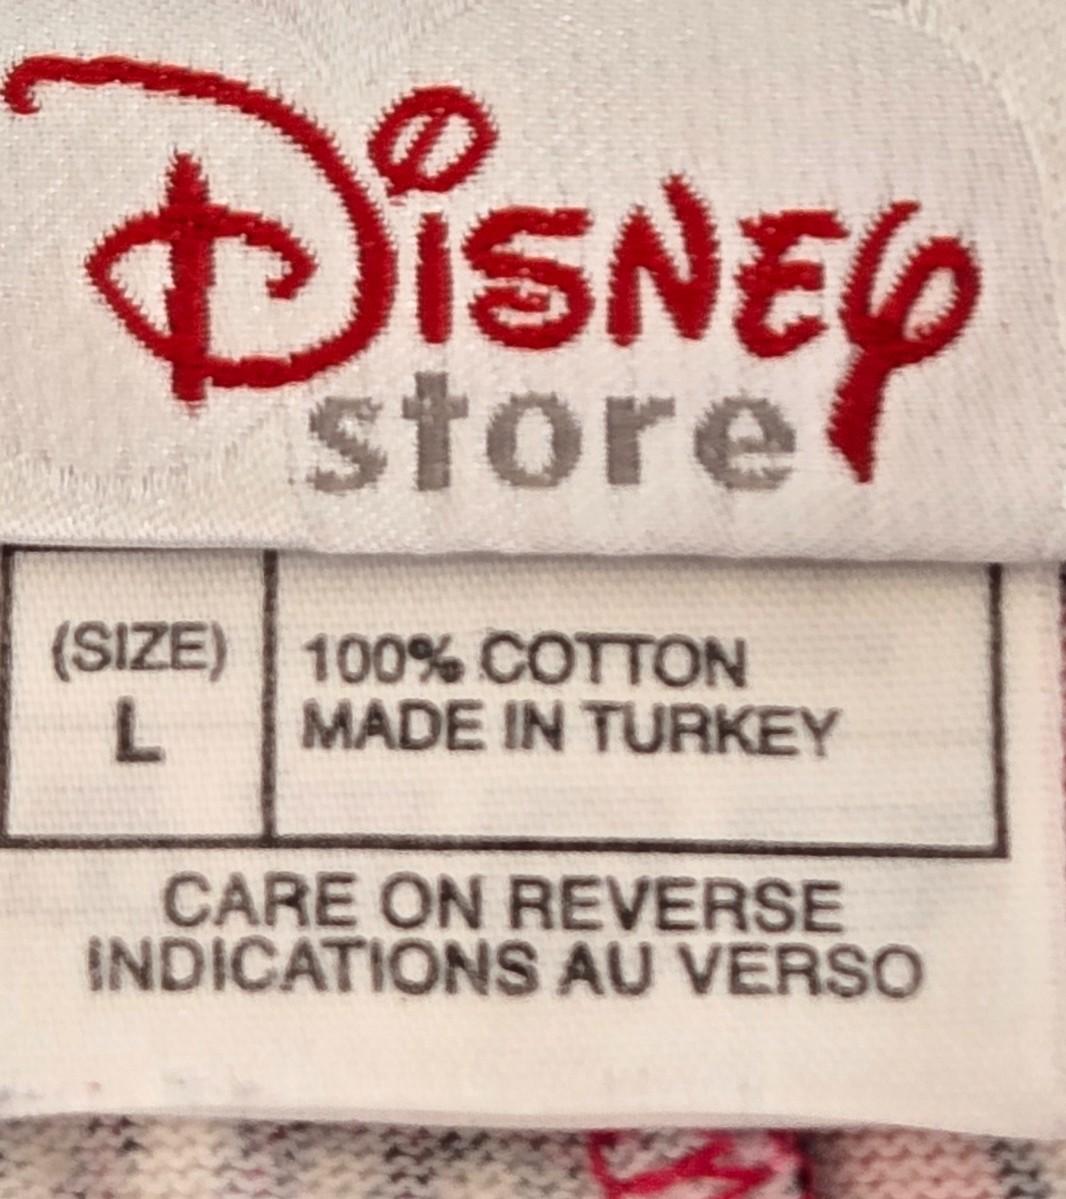 Disney
store
(SIZE)
L
100% COTTON
MADE IN TURKEY
CARE ON REVERSE
INDICATIONS AU VERSO